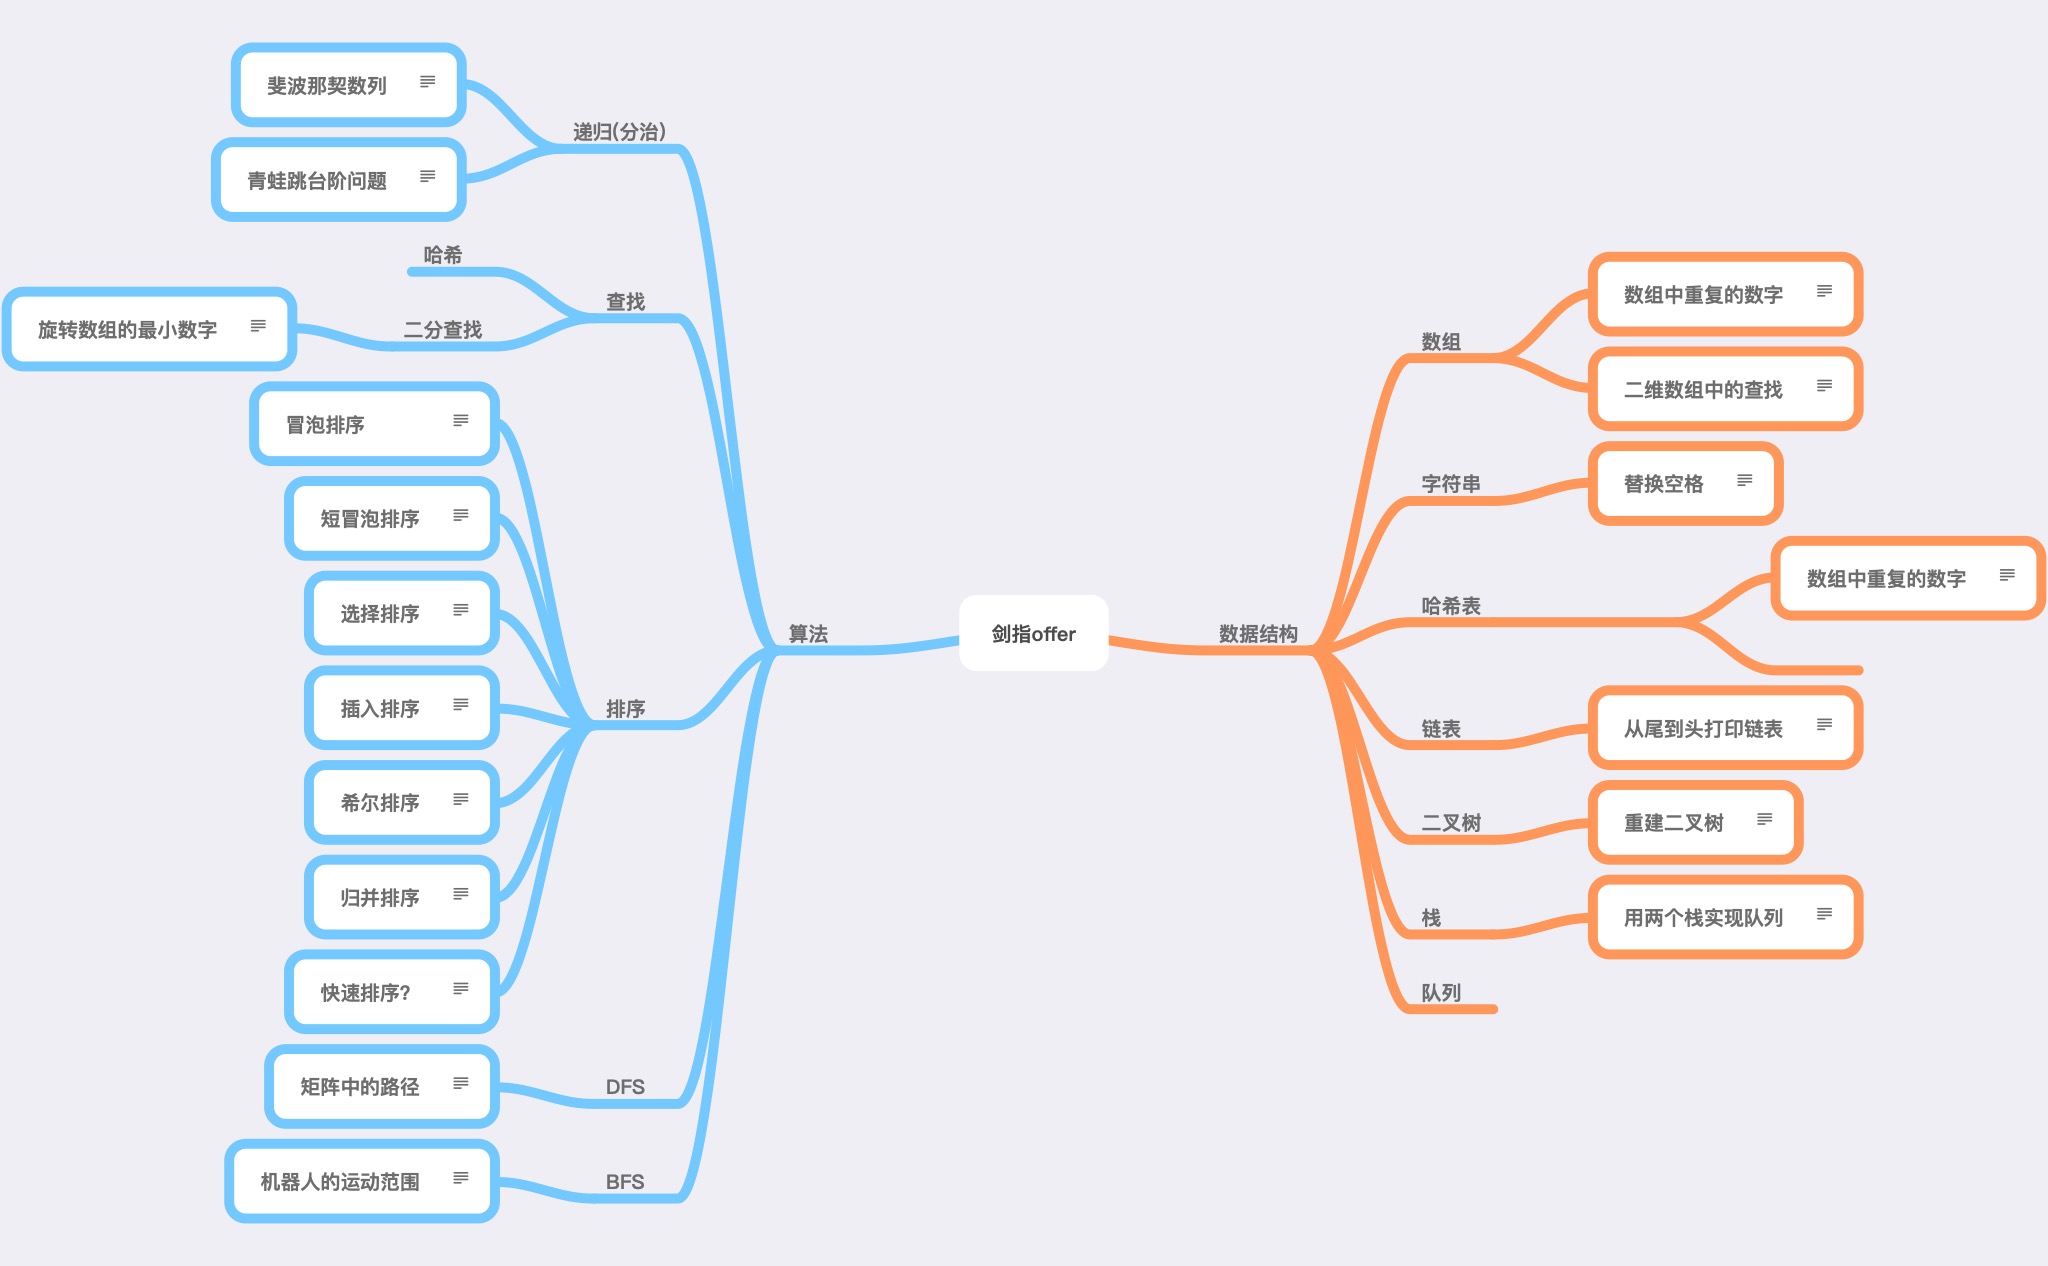 剑指offer
算法
递归(分治)
斐波那契数列
青蛙跳台阶问题
查找
哈希
二分查找
旋转数组的最小数字
排序
冒泡排序
短冒泡排序
选择排序
插入排序
希尔排序
归并排序
快速排序?
DFS
矩阵中的路径
BFS
机器人的运动范围
数据结构
数组
数组中重复的数字
二维数组中的查找
字符串
替换空格
哈希表
数组中重复的数字
链表
从尾到头打印链表
二叉树
重建二叉树
栈
用两个栈实现队列
队列